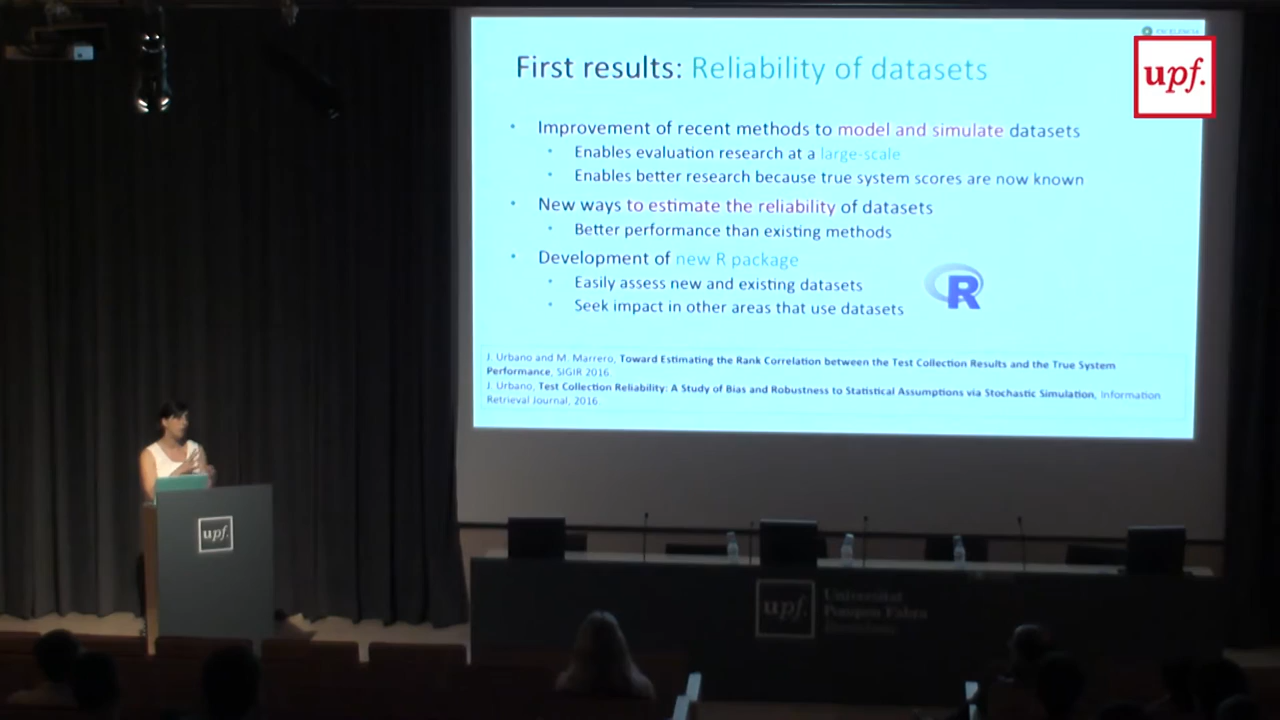 First results: Reliability of datasets
upf.
• Improvement of recent methods to model and simulate datasets
• Enables evaluation research at a large-scale
• Enables better research because true system scores are now known
• New ways to estimate the reliability of datasets
• Better performance than existing methods
• Development of new R package
• Easily assess new and existing datasets
• Seek impact in other areas that use datasets
R
J. Urbano and M. Marrero, Toward Estimating the Rank Correlation between the Test Collection Results and the True System
Performance, SIGIR 2016
J. Urbano, Test Collection Reliability: A Study of Bias and Robustness to Statistical Assumptions via Stochastic Simulation, Information
Retrieval Journal, 2016
upf.
upf.
Universitat
Pompeu Fabra